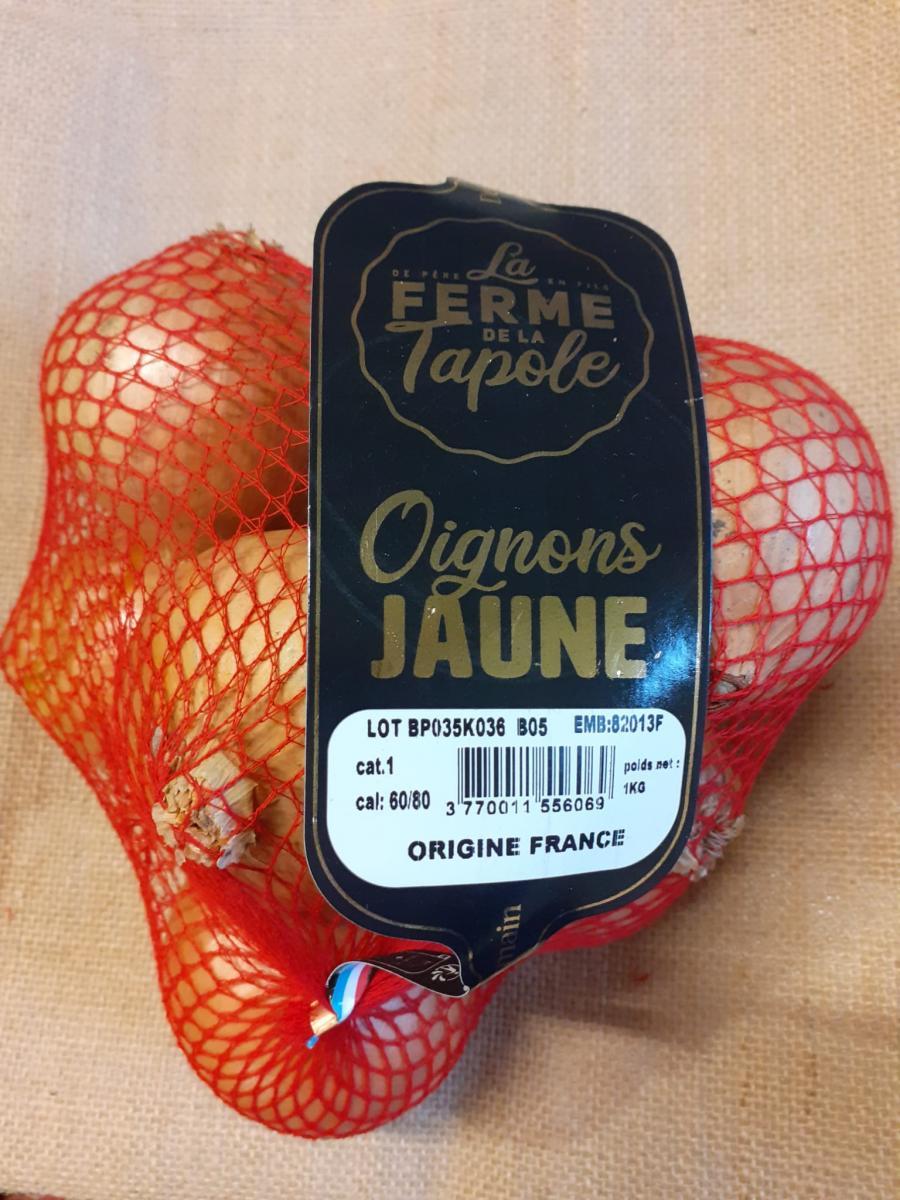 La
DE PÈRE EN FILS
FERME
DE LA
Tapole
Oignons
JAUNE
LOT BP035K036 B05 EMB:82013F
cat.1
poids net :
cal: 60/80
1KG
3 770011 556069
ORIGINE FRANCE
main